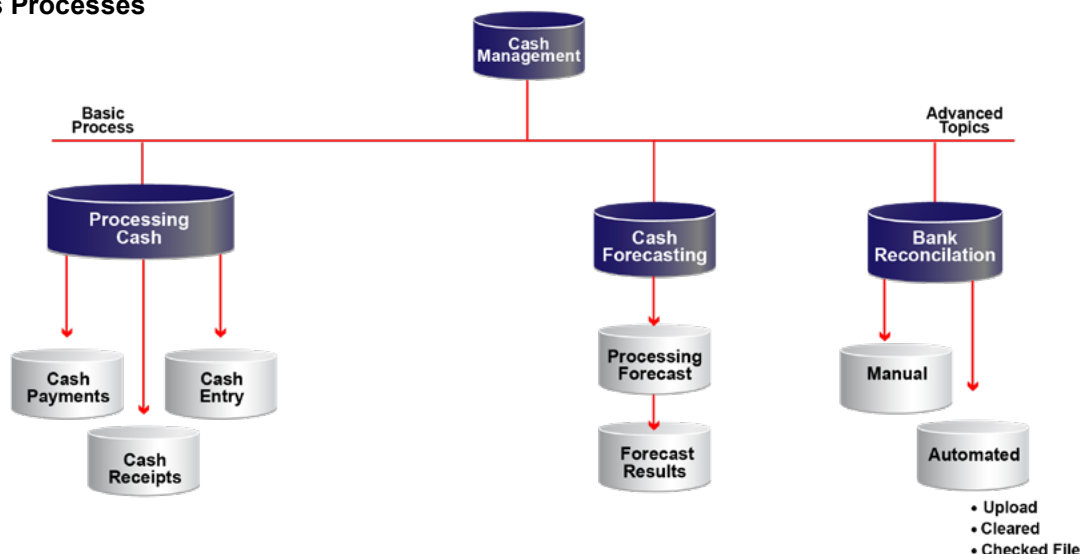 s Processes
Cash
Management
Basic
Process
Advanced
Topics
Processing
Cash
Cash
Forecasting
Bank
Reconcilation
Cash
Payments
Cash
Entry
Cash
Receipts
Processing
Forecast
Forecast
Results
Manual
Automated
• Upload
• Cleared
• Checked File